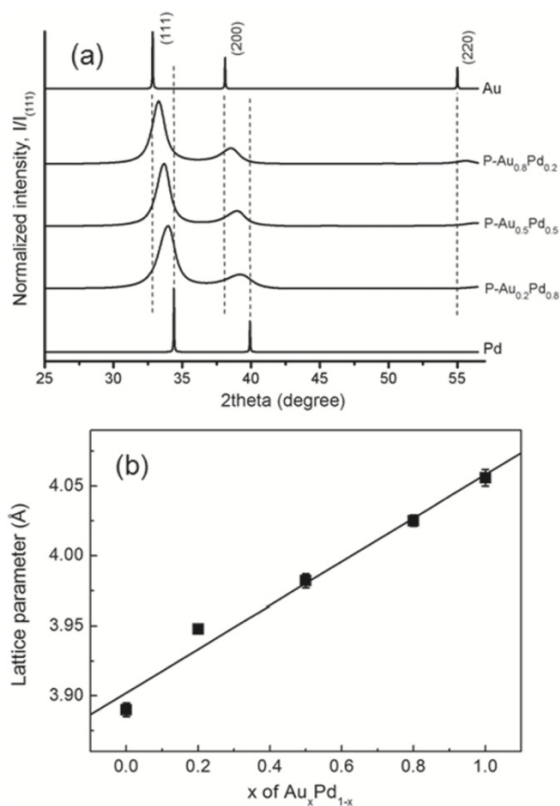 (a)
(111)
(200)
(220)
Au
P-Au0.8Pd0.2
P-Au0.5Pd0.5
P-Au0.2Pd0.8
Pd
Normalized intensity, I/I(111)
25 30 35 40 45 50 55
2theta (degree)
(b)
Lattice parameter (Å)
4.05
4.00
3.95
3.90
0.0 0.2 0.4 0.6 0.8 1.0
x of AuxPd1-x